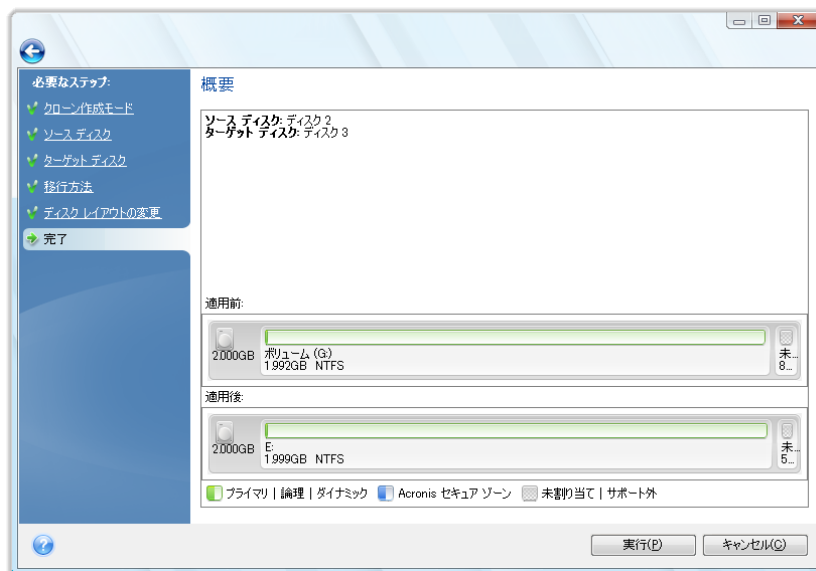 必要なステップ:
クローン作成モード
ソース ディスク
ターゲット ディスク
移行方法
ディスク レイアウトの変更
完了
概要
ソース ディスク: ディスク 2
ターゲット ディスク: ディスク 3
適用前:
2.000GB
ボリューム (G:)
1.992GB NTFS
未...
8...
適用後:
2.000GB
E:
1.999GB NTFS
未...
5...
プライマリ | 論理 | ダイナミック Acronis セキュア ゾーン 未割り当て | サポート外
実行(P) キャンセル(C)